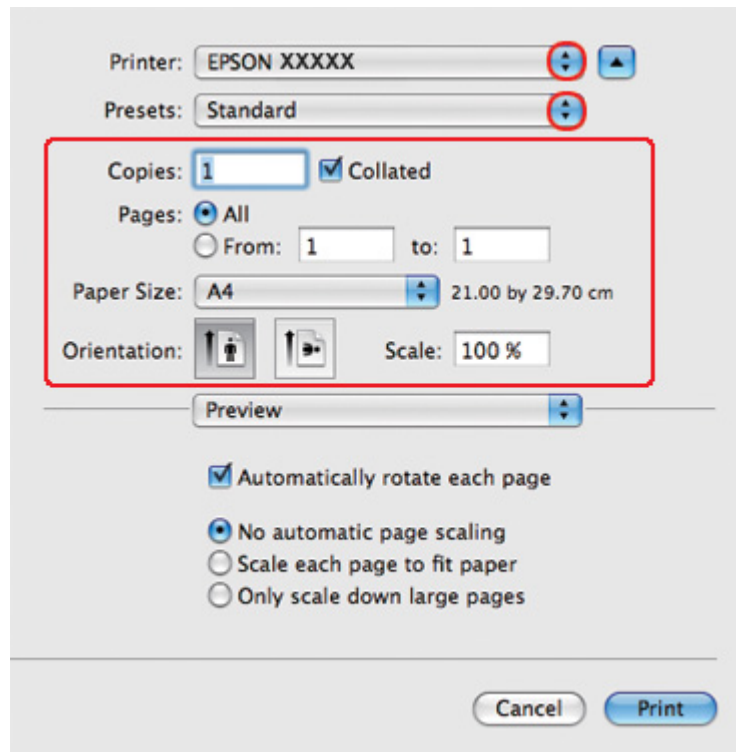 Printer: EPSON XXXXX
Presets: Standard
Copies: 1 Collated
Pages: All
From: 1 to: 1
Paper Size: A4 21.00 by 29.70 cm
Orientation: Scale: 100 %
Preview
Automatically rotate each page
No automatic page scaling
Scale each page to fit paper
Only scale down large pages
Cancel Print